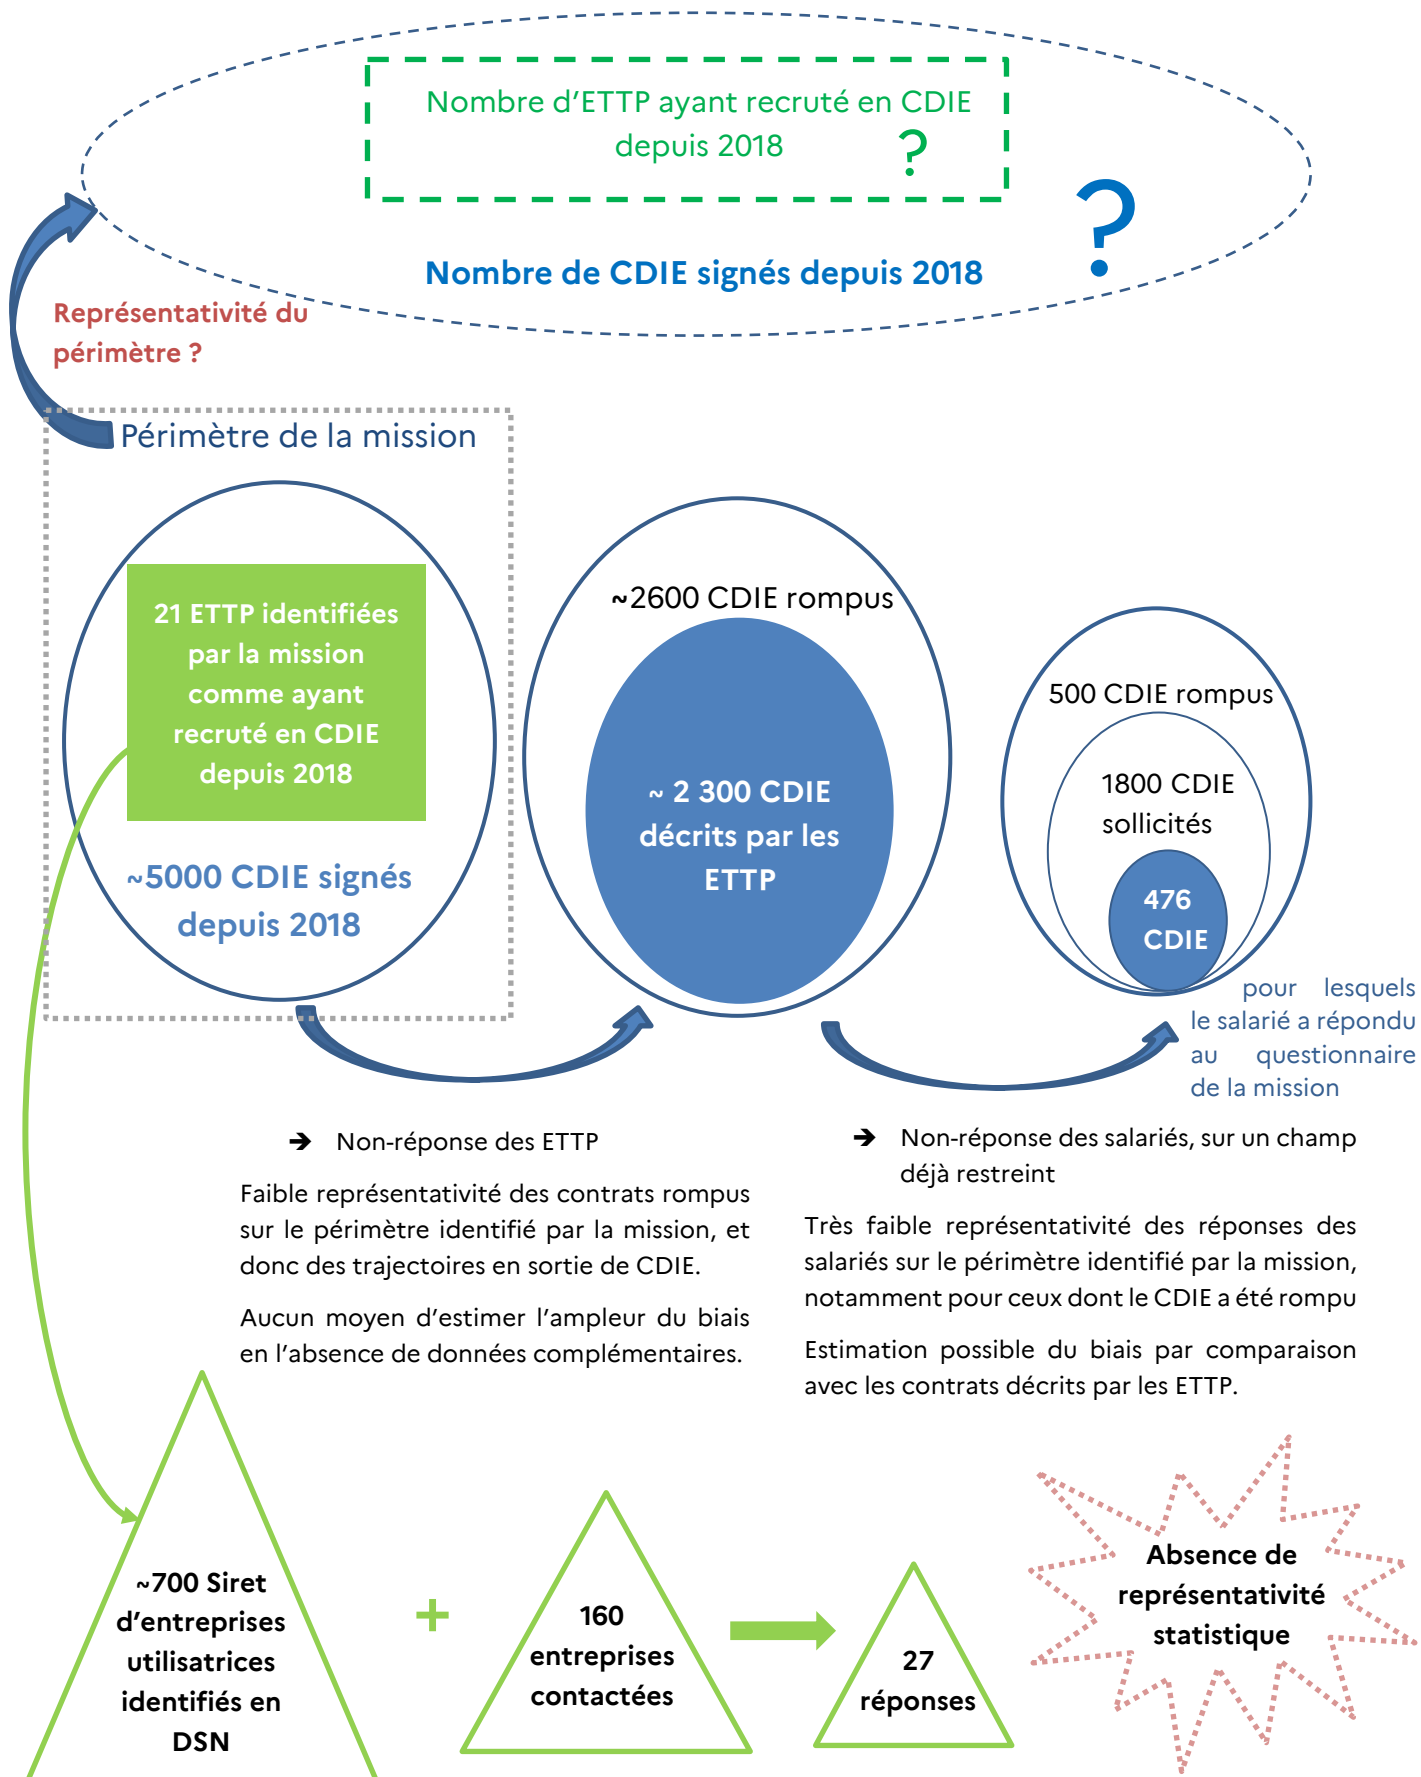 Nombre d'ETTP ayant recruté en CDIE
depuis 2018 ?
?
Nombre de CDIE signés depuis 2018
Représentativité du
périmètre ?
Périmètre de la mission
21 ETTP identifiées
par la mission
comme ayant
recruté en CDIE
depuis 2018
~5000 CDIE signés
depuis 2018
~2600 CDIE rompus
~ 2 300 CDIE
décrits par les
ETTP
500 CDIE rompus
1800 CDIE
sollicités
476
CDIE
pour lesquels
le salarié a répondu
au questionnaire
de la mission
➔ Non-réponse des ETTP
Faible représentativité des contrats rompus
sur le périmètre identifié par la mission, et
donc des trajectoires en sortie de CDIE.
Aucun moyen d'estimer l'ampleur du biais
en l'absence de données complémentaires.
➔ Non-réponse des salariés, sur un champ
déjà restreint
Très faible représentativité des réponses des
salariés sur le périmètre identifié par la mission,
notamment pour ceux dont le CDIE a été rompu
Estimation possible du biais par comparaison
avec les contrats décrits par les ETTP.
~700 Siret
d'entreprises
utilisatrices
identifiés en
DSN
+
160
entreprises
contactées
27
réponses
Absence de
représentativité
statistique